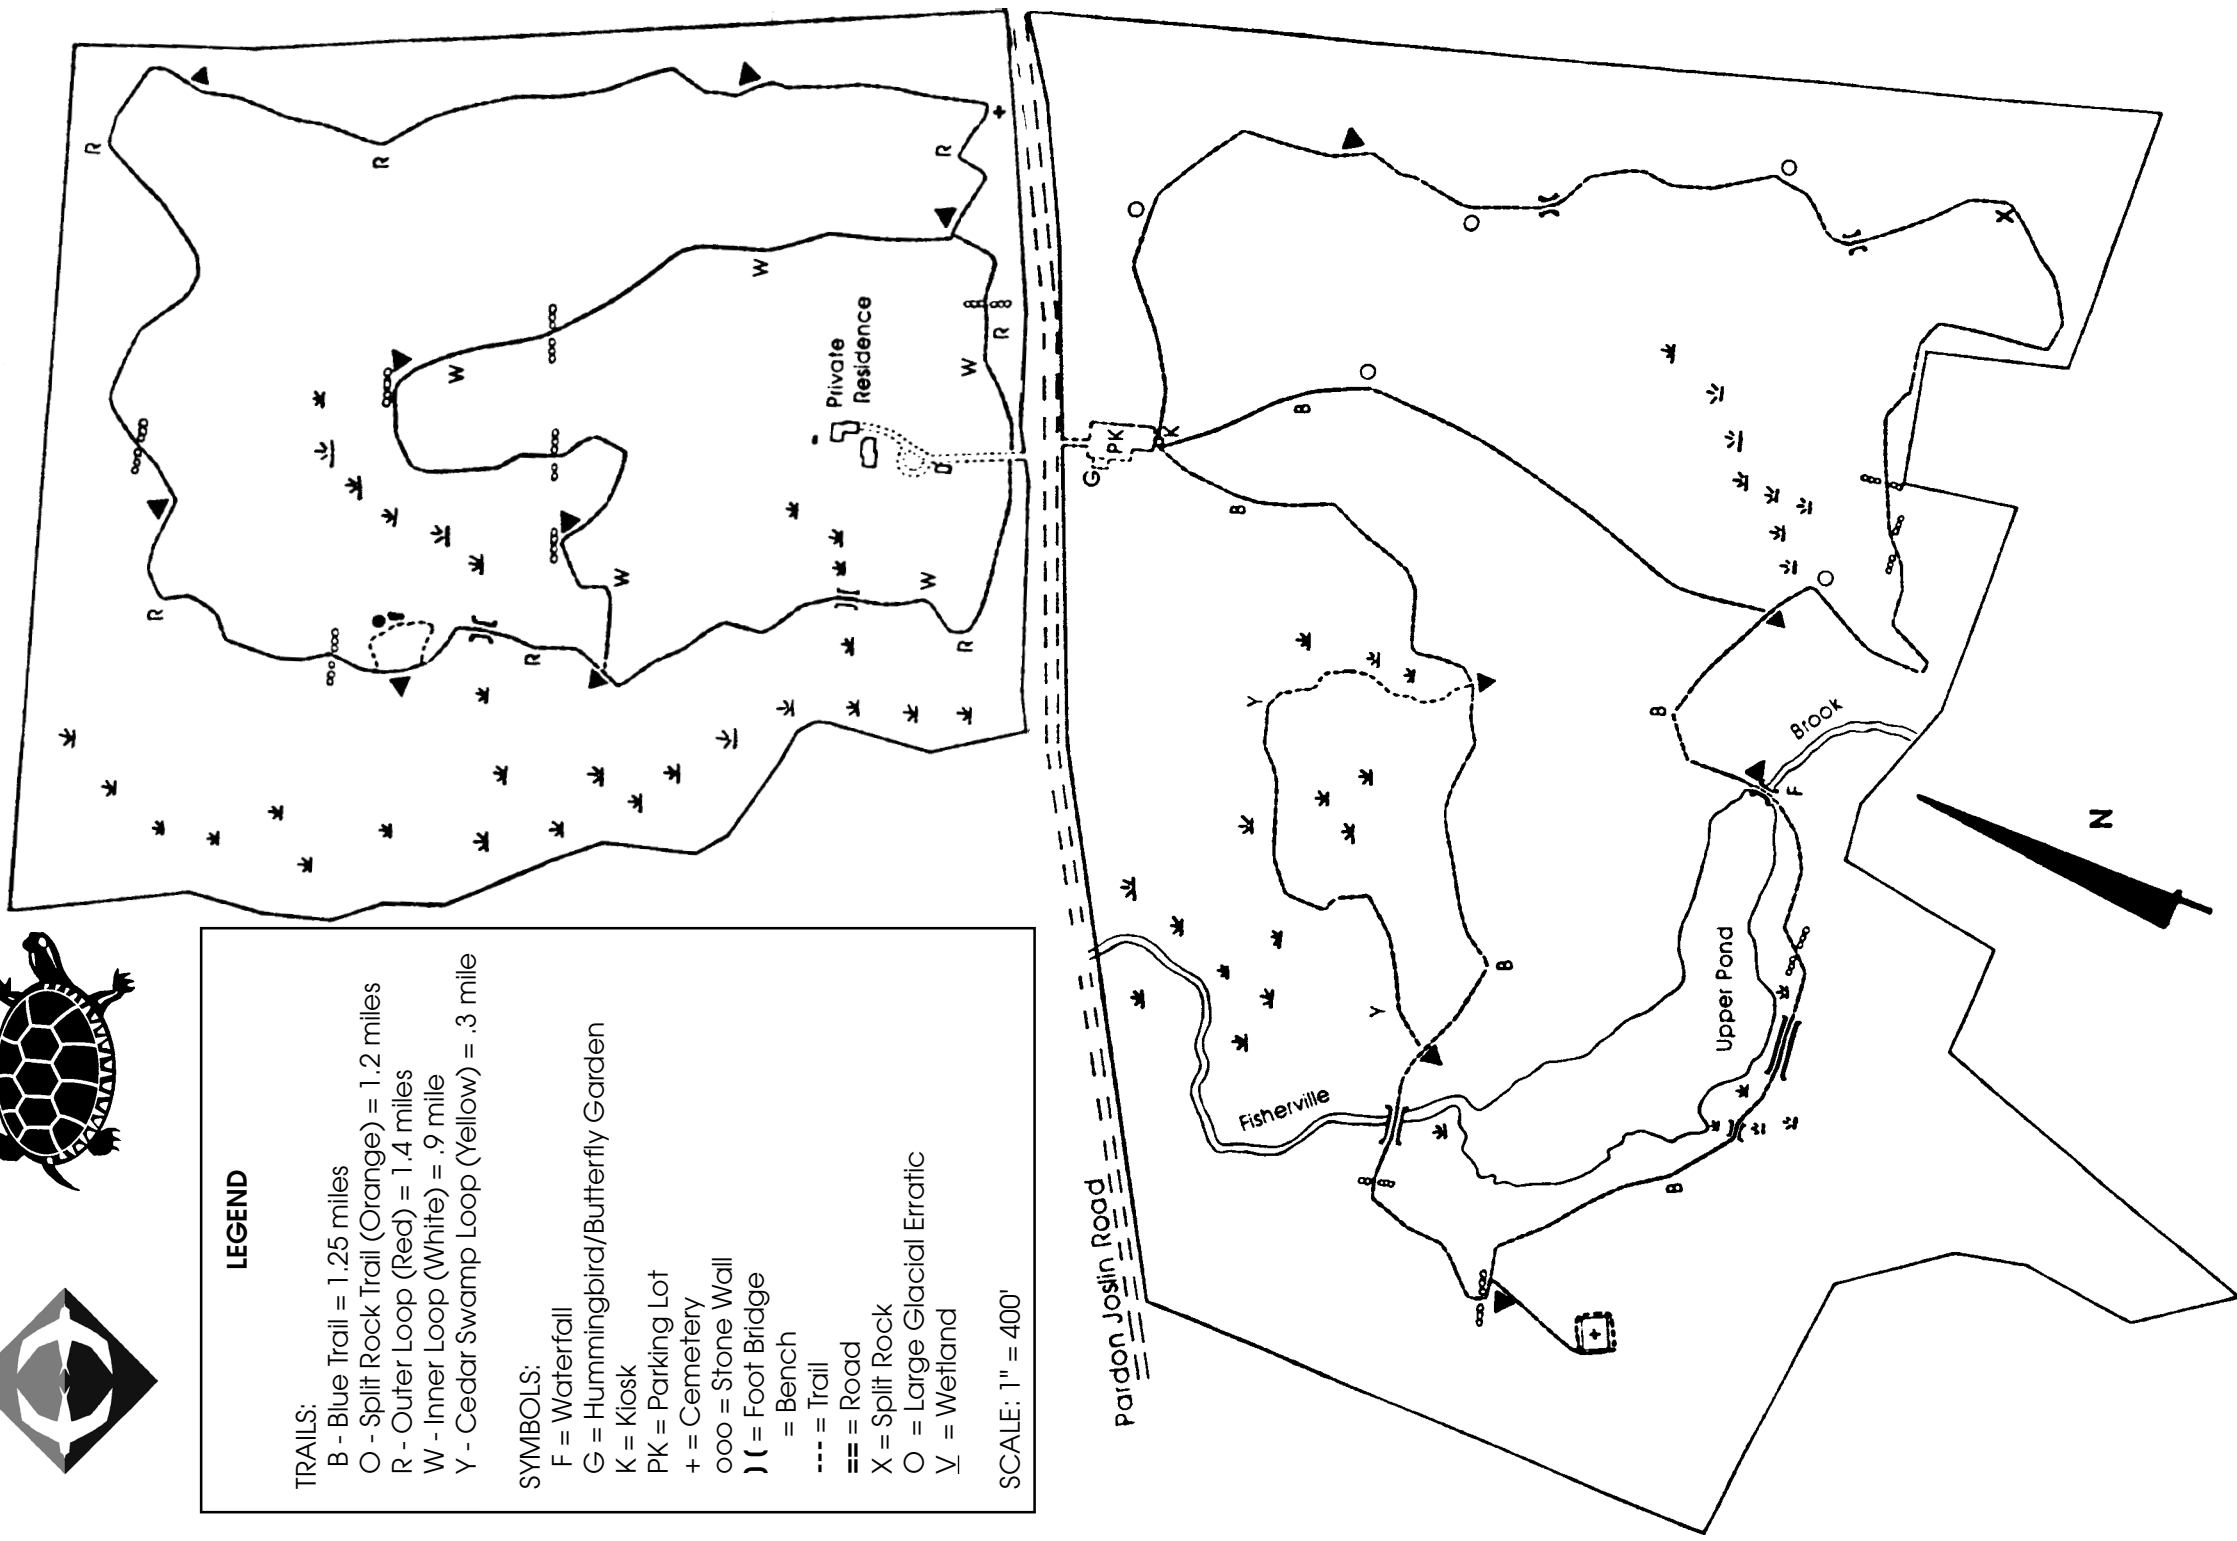 LEGEND
TRAILS:
B - Blue Trail = 1.25 miles
O - Split Rock Trail (Orange) = 1.2 miles
R - Outer Loop (Red) = 1.4 miles
W - Inner Loop (White) = .9 mile
Y - Cedar Swamp Loop (Yellow) = .3 mile
SYMBOLS:
F = Waterfall
G = Hummingbird/Butterfly Garden
K = Kiosk
PK = Parking Lot
+ = Cemetery
ooo = Stone Wall
)( = Foot Bridge
= Bench
--- = Trail
== = Road
X = Split Rock
O = Large Glacial Erratic
V = Wetland
SCALE: 1" = 400'
R
R
R
R
R
R
R
W
W
W
W
W
Private
Residence
Pardon Joslin Road
G
PK
K
O
O
O
O
O
X
B
B
B
B
B
Y
Y
F
Brook
Fisherville
Upper Pond
N